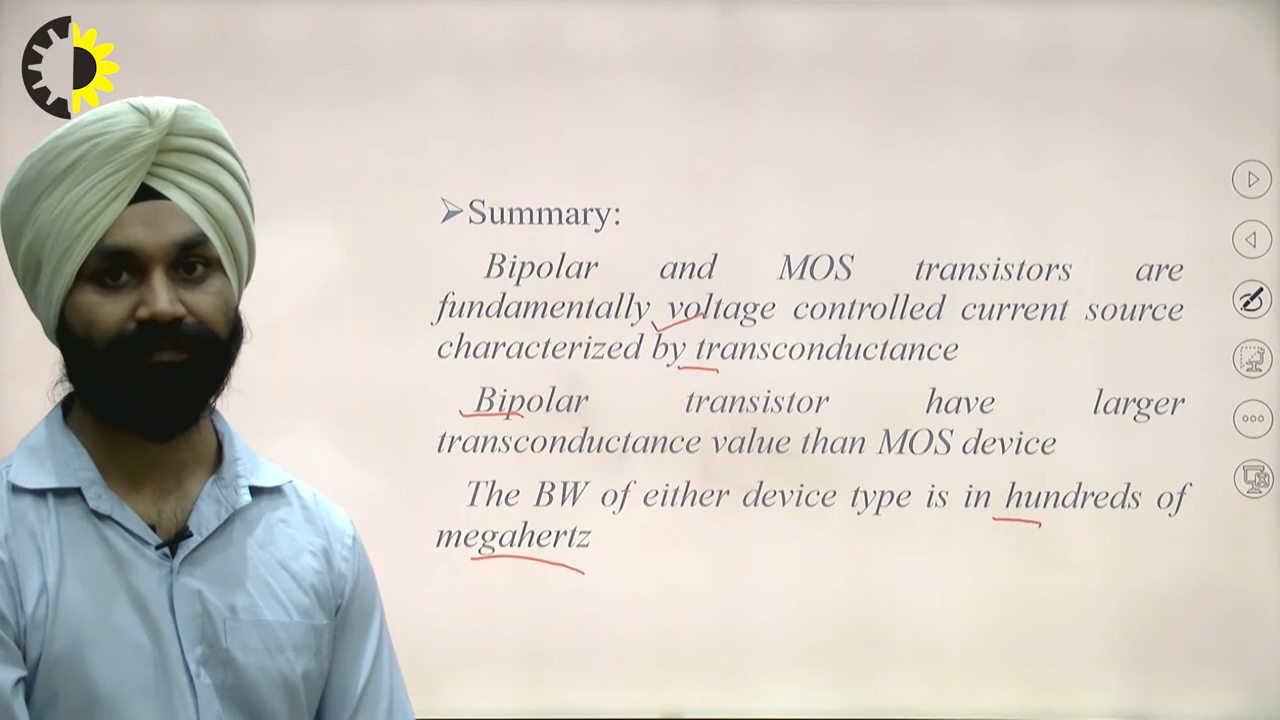 ➢Summary:
Bipolar and MOS transistors are
fundamentally voltage controlled current source
characterized by transconductance
Bipolar transistor have larger
transconductance value than MOS device
The BW of either device type is in hundreds of
megahertz